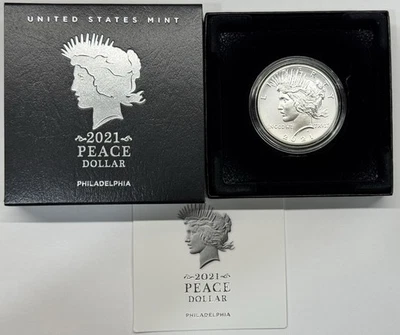 UNITED STATES MINT
2021
PEACE
DOLLAR
PHILADELPHIA
2021
PEACE
DOLLAR
PHILADELPHIA